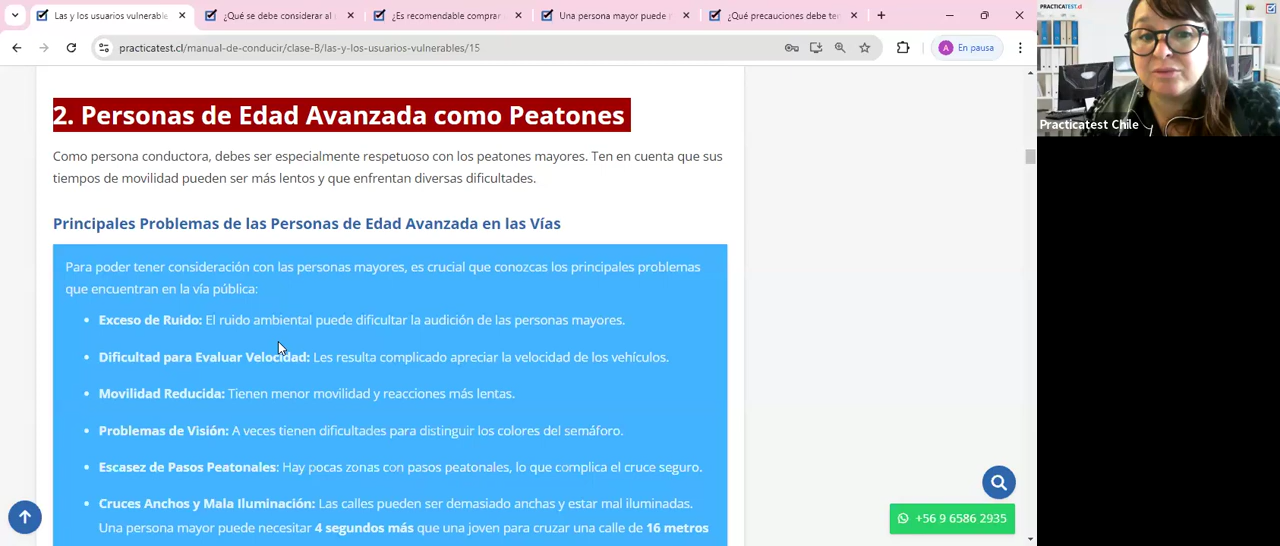 Las y los usuarios vulnerable
¿Qué se debe considerar al
¿Es recomendable comprar
Una persona mayor puede
¿Qué precauciones debe te
practicatest.cl/manual-de-conducir/clase-B/las-y-los-usuarios-vulnerables/15
A
En pausa
PRACTICATEST.cl
Practicatest Chile
2. Personas de Edad Avanzada como Peatones
Como persona conductora, debes ser especialmente respetuoso con los peatones mayores. Ten en cuenta que sus
tiempos de movilidad pueden ser más lentos y que enfrentan diversas dificultades.
Principales Problemas de las Personas de Edad Avanzada en las Vías
Para poder tener consideración con las personas mayores, es crucial que conozcas los principales problemas
que encuentran en la vía pública:
• Exceso de Ruido: El ruido ambiental puede dificultar la audición de las personas mayores.
• Dificultad para Evaluar Velocidad: Les resulta complicado apreciar la velocidad de los vehículos.
• Movilidad Reducida: Tienen menor movilidad y reacciones más lentas.
• Problemas de Visión: A veces tienen dificultades para distinguir los colores del semáforo.
• Escasez de Pasos Peatonales: Hay pocas zonas con pasos peatonales, lo que complica el cruce seguro.
• Cruces Anchos y Mala Iluminación: Las calles pueden ser demasiado anchas y estar mal iluminadas.
Una persona mayor puede necesitar 4 segundos más que una joven para cruzar una calle de 16 metros
+56 9 6586 2935